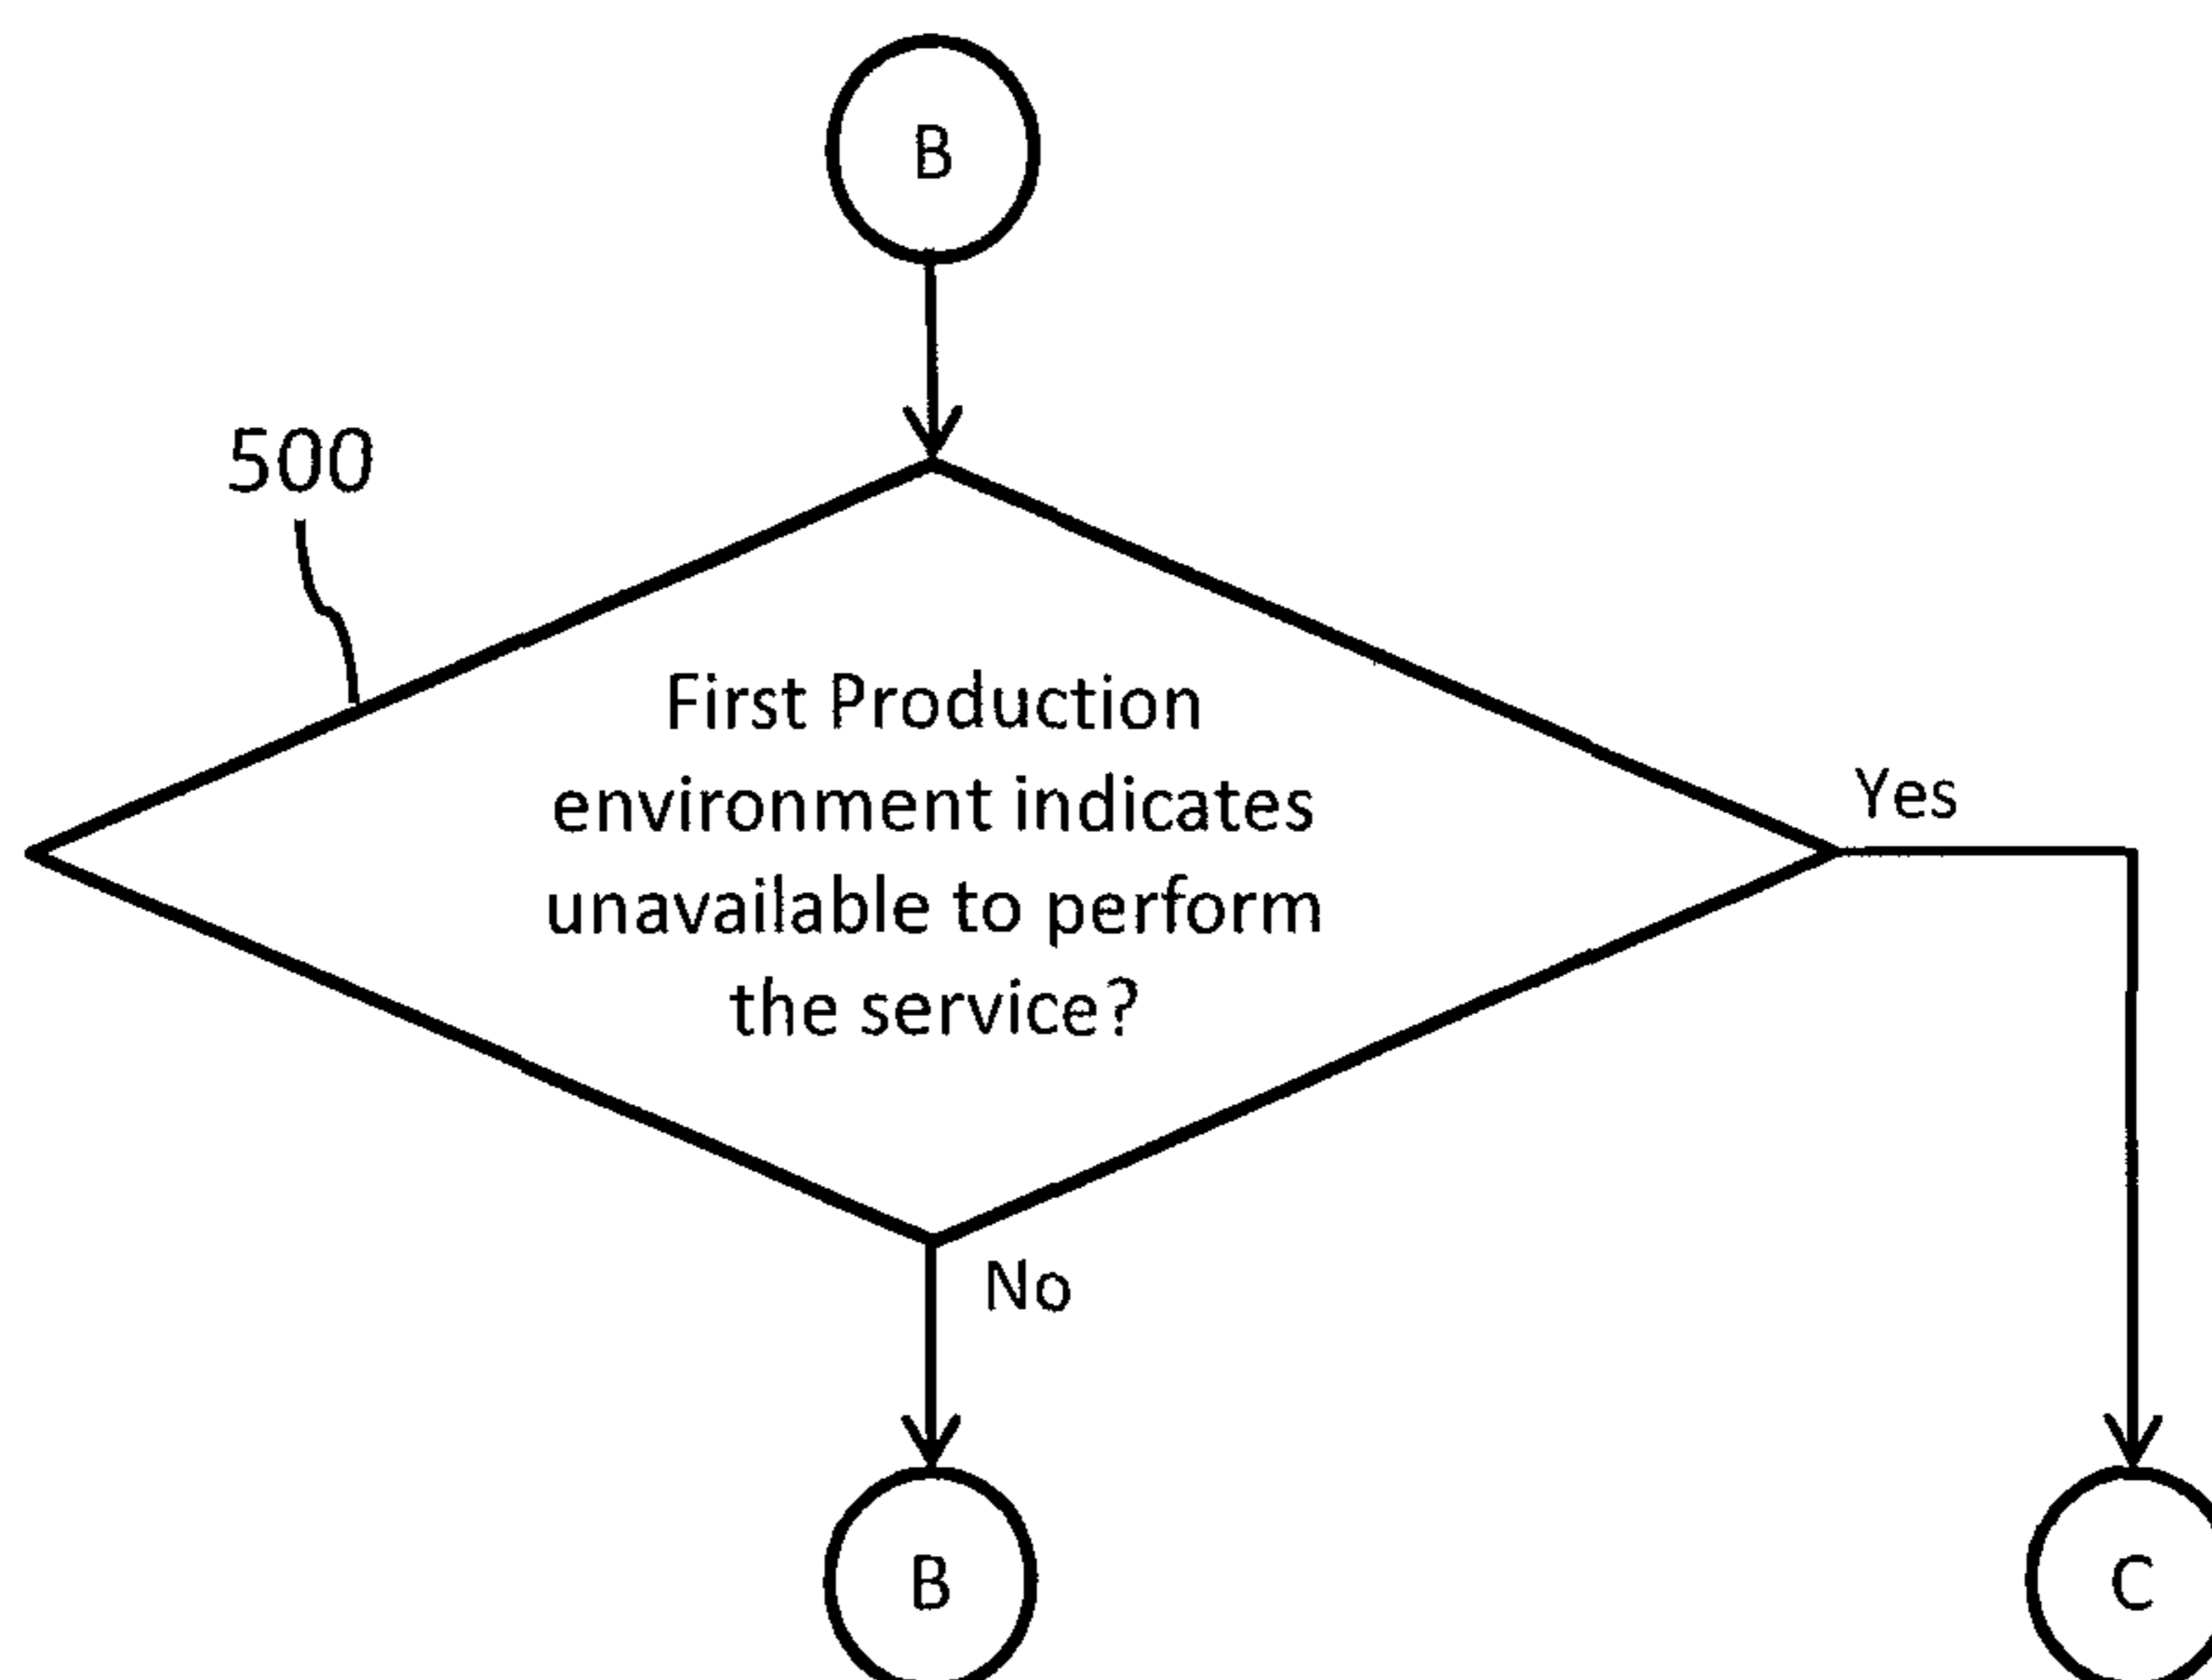 B
500
First Production
environment indicates
unavailable to perform
the service?
Yes
No
B
C